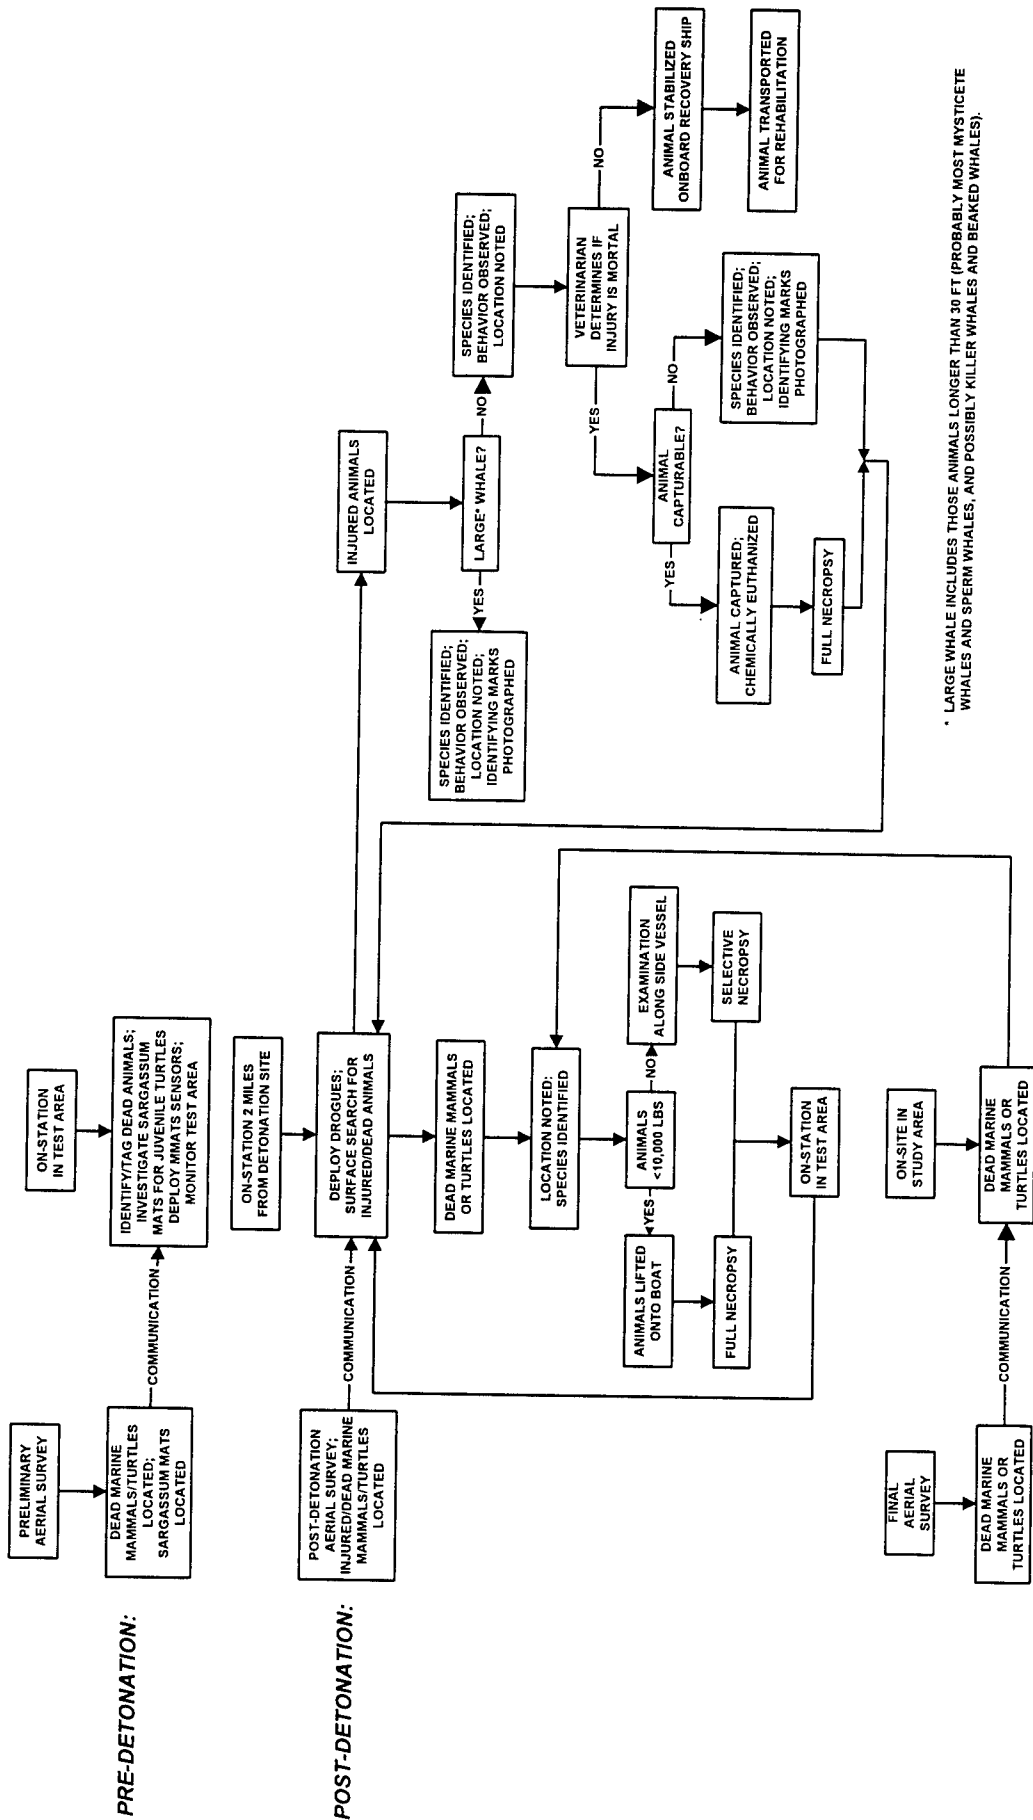 PRE-DETONATION:
PRELIMINARY
AERIAL SURVEY
DEAD MARINE
MAMMALS/TURTLES
LOCATED;
SARGASSUM MATS
LOCATED
COMMUNICATION
ON-STATION
IN TEST AREA
IDENTIFY/TAG DEAD ANIMALS;
INVESTIGATE SARGASSUM
MATS FOR JUVENILE TURTLES
DEPLOY MMATS SENSORS;
MONITOR TEST AREA
POST-DETONATION:
POST-DETONATION
AERIAL SURVEY;
INJURED/DEAD MARINE
MAMMALS/TURTLES
LOCATED
COMMUNICATION
ON-STATION 2 MILES
FROM DETONATION SITE
DEPLOY DROGUES;
SURFACE SEARCH FOR
INJURED/DEAD ANIMALS
DEAD MARINE MAMMALS
OR TURTLES LOCATED
LOCATION NOTED:
SPECIES IDENTIFIED
ANIMALS
<10,000 LBS
YES
NO
ANIMALS LIFTED
ONTO BOAT
FULL NECROPSY
EXAMINATION
ALONG SIDE VESSEL
SELECTIVE
NECROPSY
ON-STATION
IN TEST AREA
INJURED ANIMALS
LOCATED
LARGE* WHALE?
YES
NO
SPECIES IDENTIFIED;
BEHAVIOR OBSERVED;
LOCATION NOTED;
IDENTIFYING MARKS
PHOTOGRAPHED
SPECIES IDENTIFIED;
BEHAVIOR OBSERVED;
LOCATION NOTED
VETERINARIAN
DETERMINES IF
INJURY IS MORTAL
YES
NO
ANIMAL
CAPTURABLE?
YES
NO
ANIMAL CAPTURED;
CHEMICALLY EUTHANIZED
FULL NECROPSY
SPECIES IDENTIFIED;
BEHAVIOR OBSERVED;
LOCATION NOTED;
IDENTIFYING MARKS
PHOTOGRAPHED
ANIMAL STABILIZED
ONBOARD RECOVERY SHIP
ANIMAL TRANSPORTED
FOR REHABILITATION
FINAL
AERIAL
SURVEY
DEAD MARINE
MAMMALS OR
TURTLES LOCATED
COMMUNICATION
ON-SITE IN
STUDY AREA
DEAD MARINE
MAMMALS OR
TURTLES LOCATED
* LARGE WHALE INCLUDES THOSE ANIMALS LONGER THAN 30 FT (PROBABLY MOST MYSTICETE
WHALES AND SPERM WHALES, AND POSSIBLY KILLER WHALES AND BEAKED WHALES).